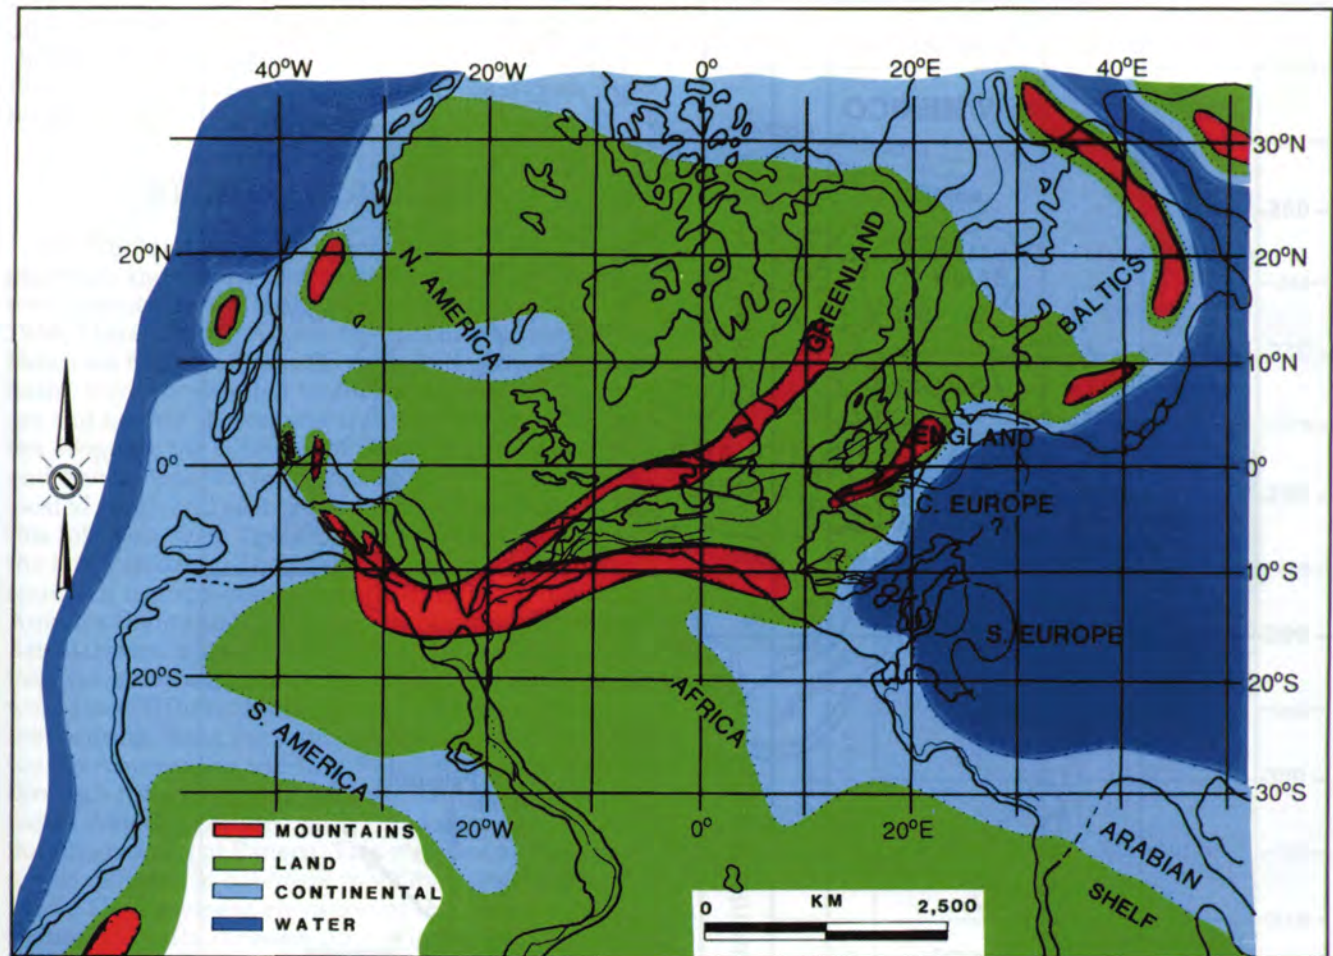 40°W 20°W 0° 20°E 40°E
30°N 30°N
20°N 20°N
N. AMERICA
GREENLAND
BALTICS
10°N
ENGLAND
0° 0°
C. EUROPE
?
10°S
S. EUROPE
20°S 20°S
AFRICA
S. AMERICA
30°S
20°W 0° 20°E
ARABIAN
SHELF
MOUNTAINS
LAND
CONTINENTAL
WATER
KM
0 2,500
N